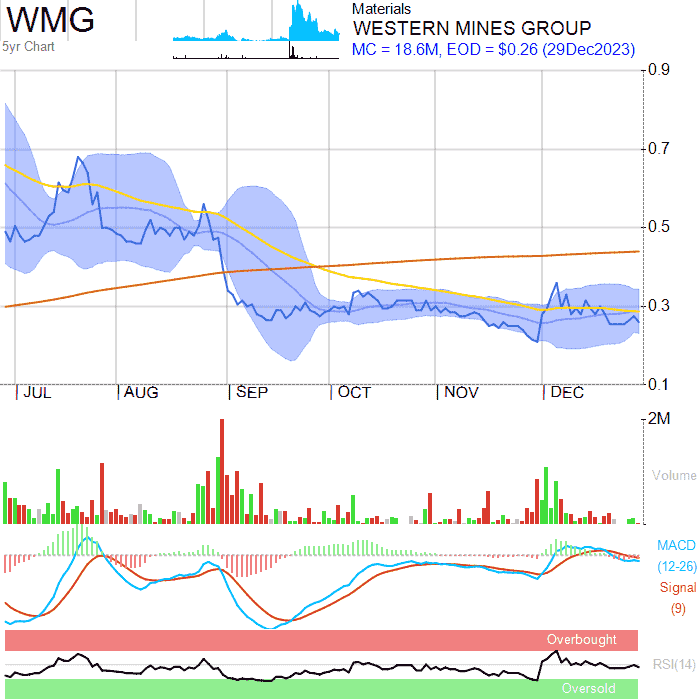 WMG
5yr Chart
Materials
WESTERN MINES GROUP
MC = 18.6M, EOD = $0.26 (29Dec2023)
0.9
0.7
0.5
0.3
0.1
JUL AUG SEP OCT NOV DEC
2M
Volume
MACD
(12-26)
Signal
(9)
Overbought
RSI(14)
Oversold